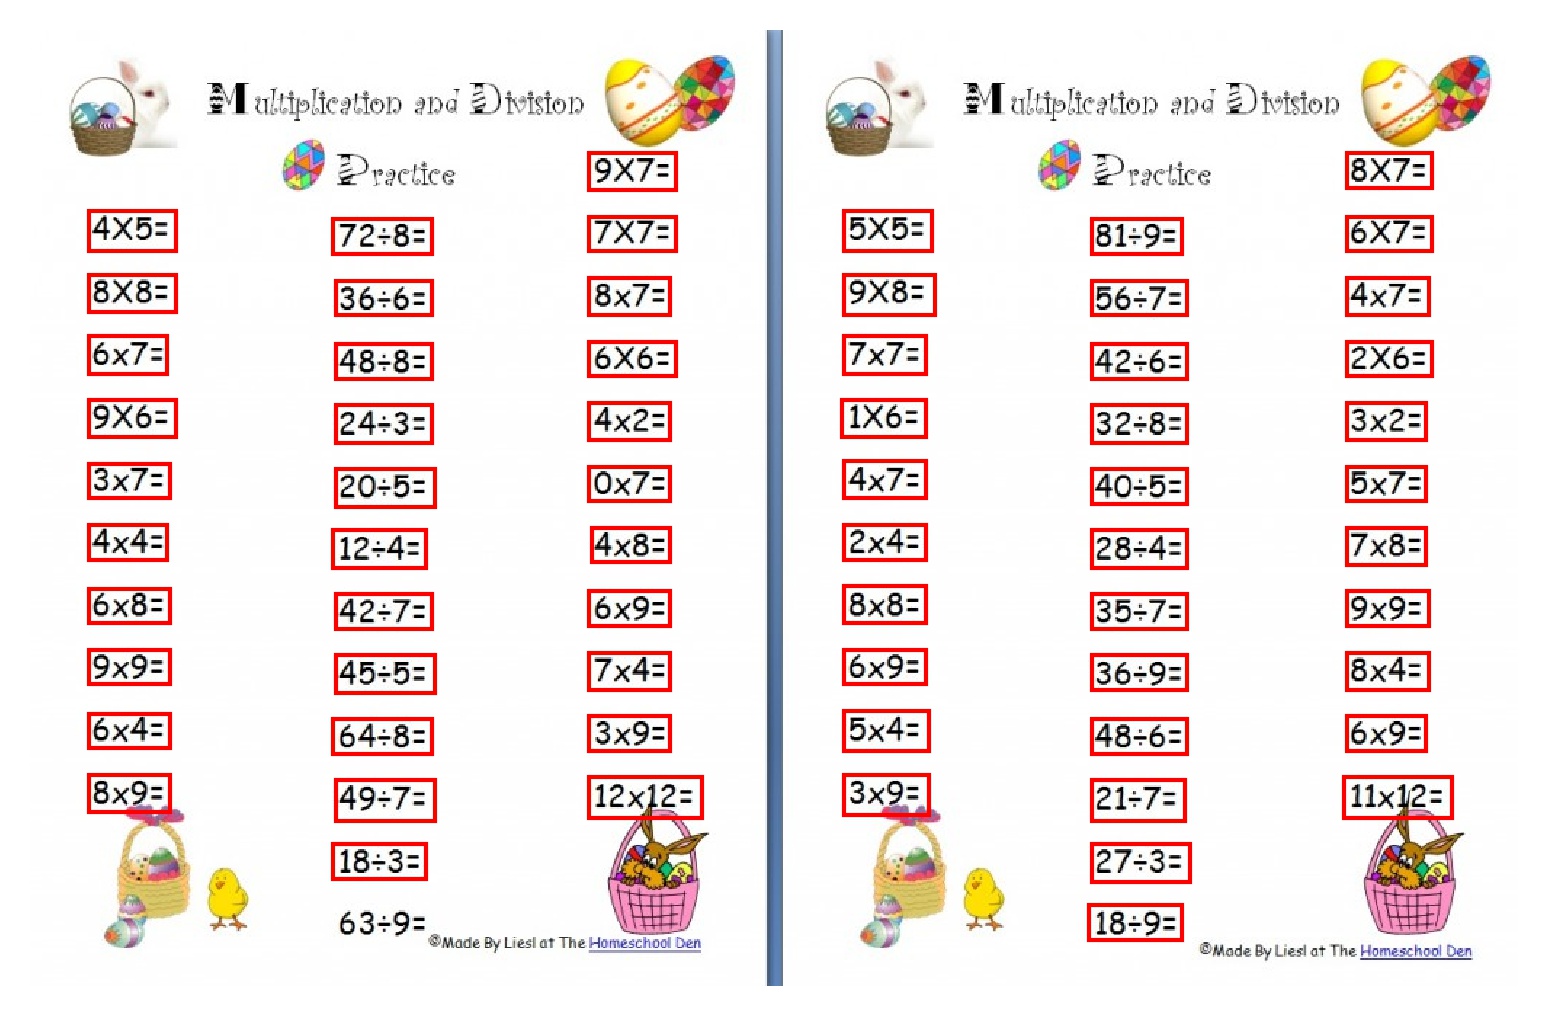 Multiplication and Division
Practice
4X5=
8X8=
6x7=
9X6=
3x7=
4x4=
6x8=
9x9=
6x4=
8x9=
72÷8=
36÷6=
48÷8=
24÷3=
20÷5=
12÷4=
42÷7=
45÷5=
64÷8=
49÷7=
18÷3=
63÷9=
9X7=
7X7=
8x7=
6X6=
4x2=
0x7=
4x8=
6x9=
7x4=
3x9=
12x12=
©Made By Liesl at The Homeschool Den
Multiplication and Division
Practice
5X5=
9X8=
7x7=
1X6=
4x7=
2x4=
8x8=
6x9=
5x4=
3x9=
81÷9=
56÷7=
42÷6=
32÷8=
40÷5=
28÷4=
35÷7=
36÷9=
48÷6=
21÷7=
27÷3=
18÷9=
8X7=
6X7=
4x7=
2X6=
3x2=
5x7=
7x8=
9x9=
8x4=
6x9=
11x12=
©Made By Liesl at The Homeschool Den